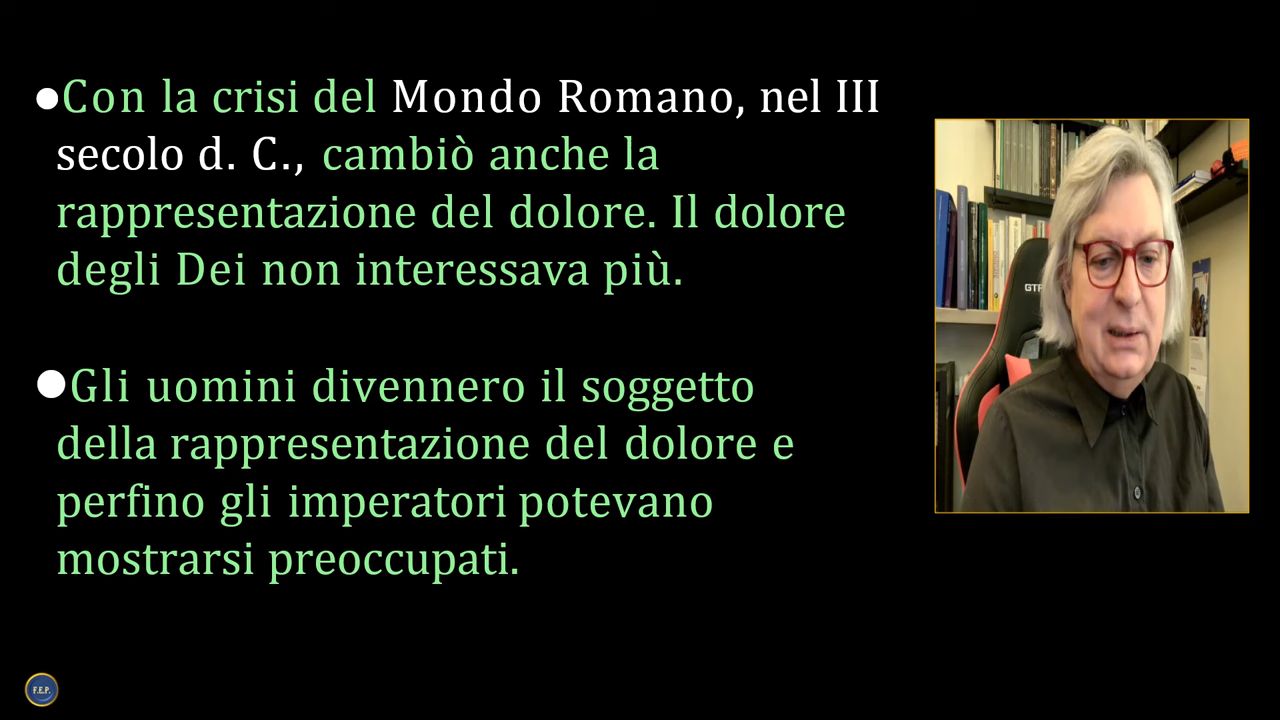 ●Con la crisi del Mondo Romano, nel III
secolo d. C., cambiò anche la
rappresentazione del dolore. Il dolore
degli Dei non interessava più.
●Gli uomini divennero il soggetto
della rappresentazione del dolore e
perfino gli imperatori potevano
mostrarsi preoccupati.
GTP
F.E.P.